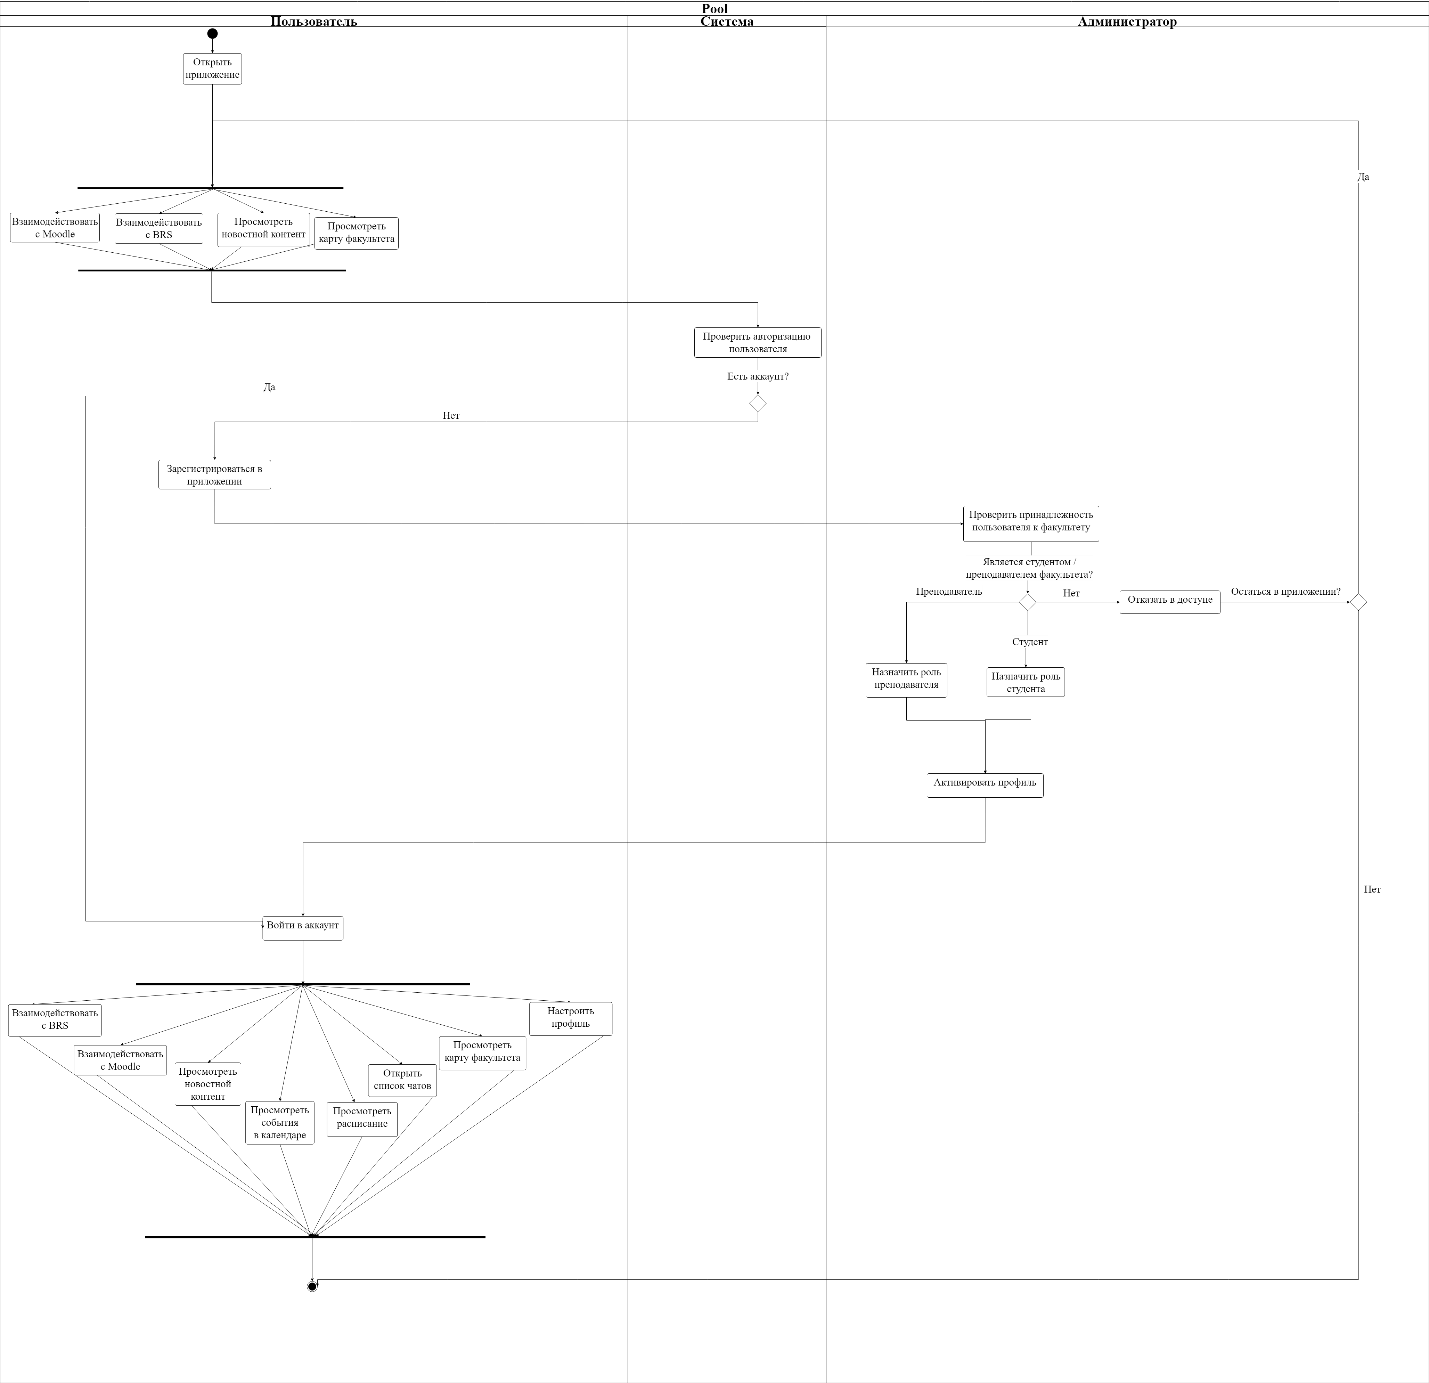 Pool
Пользователь
Система
Администратор
Открыть
приложение
Да
Взаимодействовать
с Moodle
Взаимодействовать
с BRS
Просмотреть
новостной контент
Просмотреть
карту факультета
Проверить авторизацию
пользователя
Есть аккаунт?
Да
Нет
Зарегистрироваться в
приложении
Проверить принадлежность
пользователя к факультету
Является студентом /
преподавателем факультета?
Преподаватель
Нет
Отказать в доступе
Остаться в приложении?
Студент
Назначить роль
преподавателя
Назначить роль
студента
Активировать профиль
Нет
Войти в аккаунт
Взаимодействовать
с BRS
Взаимодействовать
с Moodle
Просмотреть
новостной
контент
Просмотреть
события
в календаре
Просмотреть
расписание
Открыть
список чатов
Просмотреть
карту факультета
Настроить
профиль